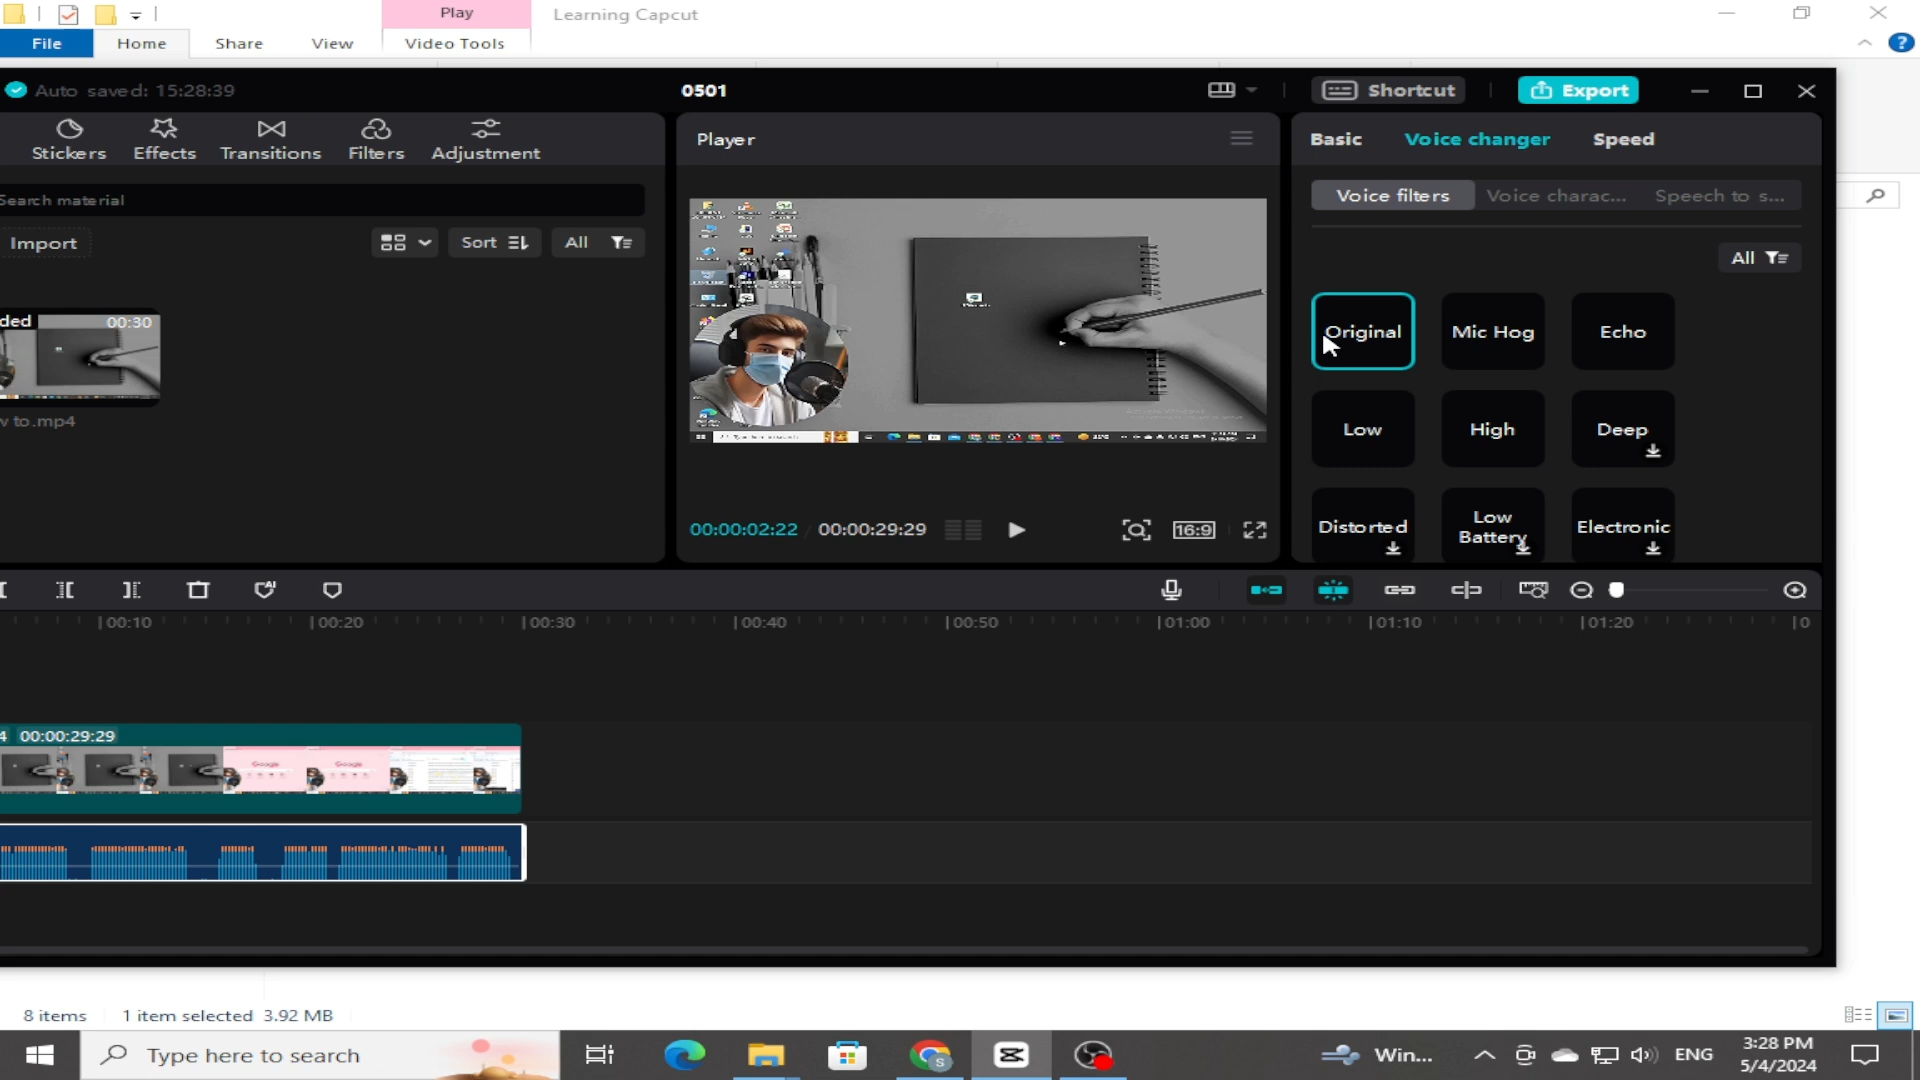 Play
Learning Capcut
File
Home
Share
View
Video Tools
Auto saved: 15:28:39
0501
Shortcut
Export
Stickers
Effects
Transitions
Filters
Adjustment
Player
Basic
Voice changer
Speed
Search material
Voice filters
Voice charac...
Speech to s...
Import
Sort
All
All
ded
00:30
Original
Mic Hog
Echo
v to.mp4
Low
High
Deep
Distorted
Low
Battery
Electronic
00:00:02:22
00:00:29:29
16:9
00:10
00:20
00:30
00:40
00:50
01:00
01:10
01:20
0
4 00:00:29:29
Google
Google
8 items
1 item selected 3.92 MB
Type here to search
Win...
ENG
3:28 PM
5/4/2024